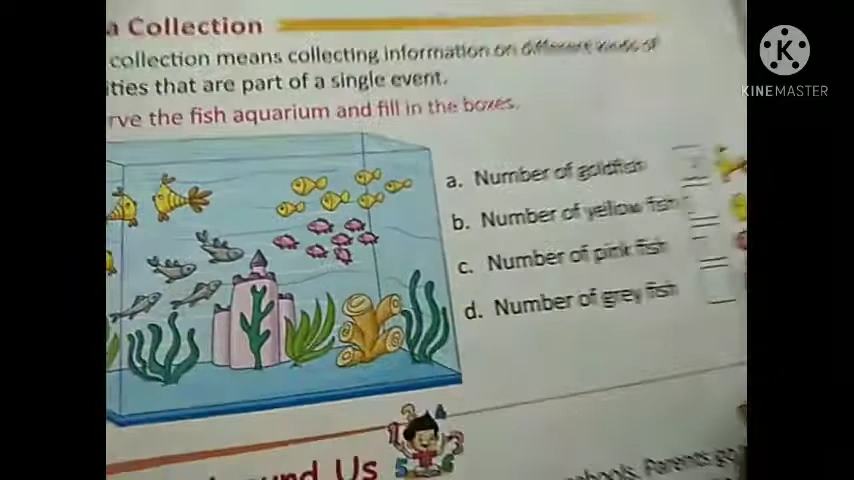 a Collection
collection means collecting information on different kinds of
ities that are part of a single event.
rve the fish aquarium and fill in the boxes.
a. Number of goldfish
b. Number of yellow fish
c. Number of pink fish
d. Number of grey fish
Us
Parents go
KINEMASTER